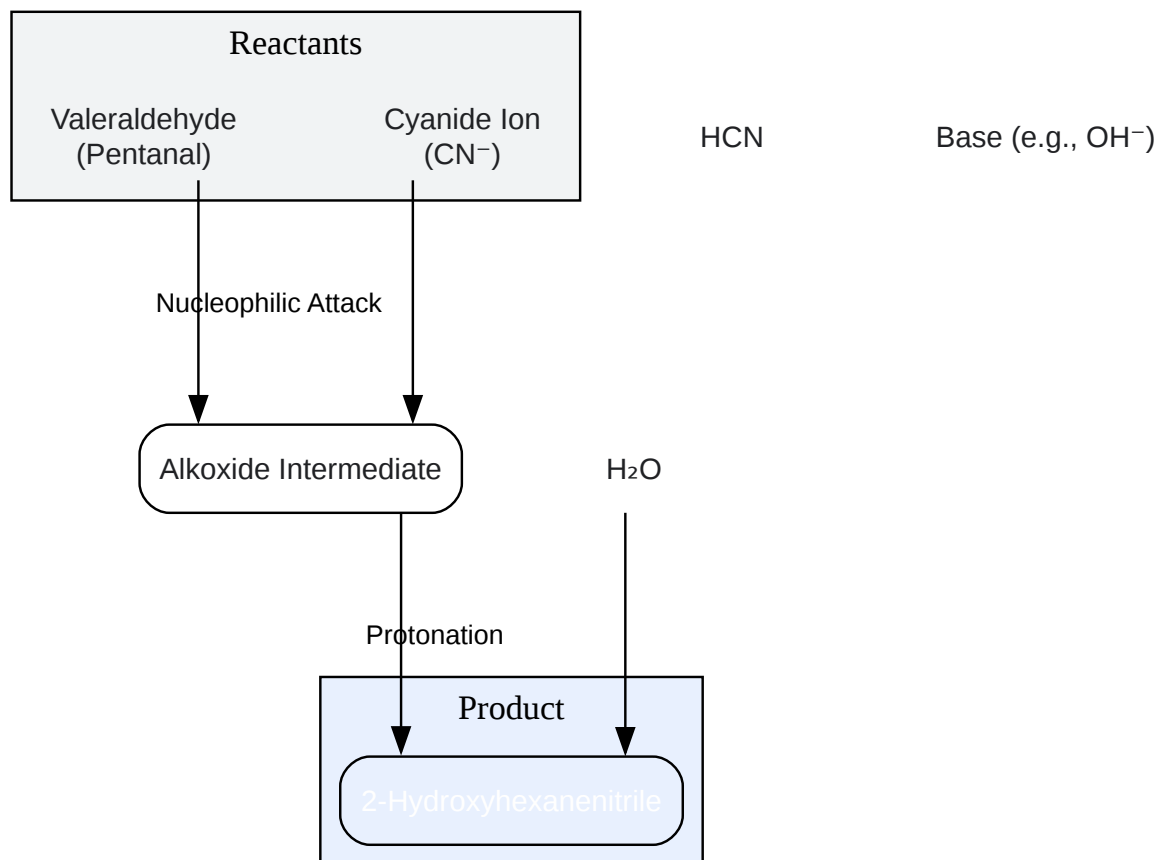 Reactants
Valeraldehyde
(Pentanal)
Cyanide Ion
(CN⁻)
HCN
Base (e.g., OH⁻)
Nucleophilic Attack
Alkoxide Intermediate
H₂O
Protonation
Product
2-Hydroxyhexanenitrile